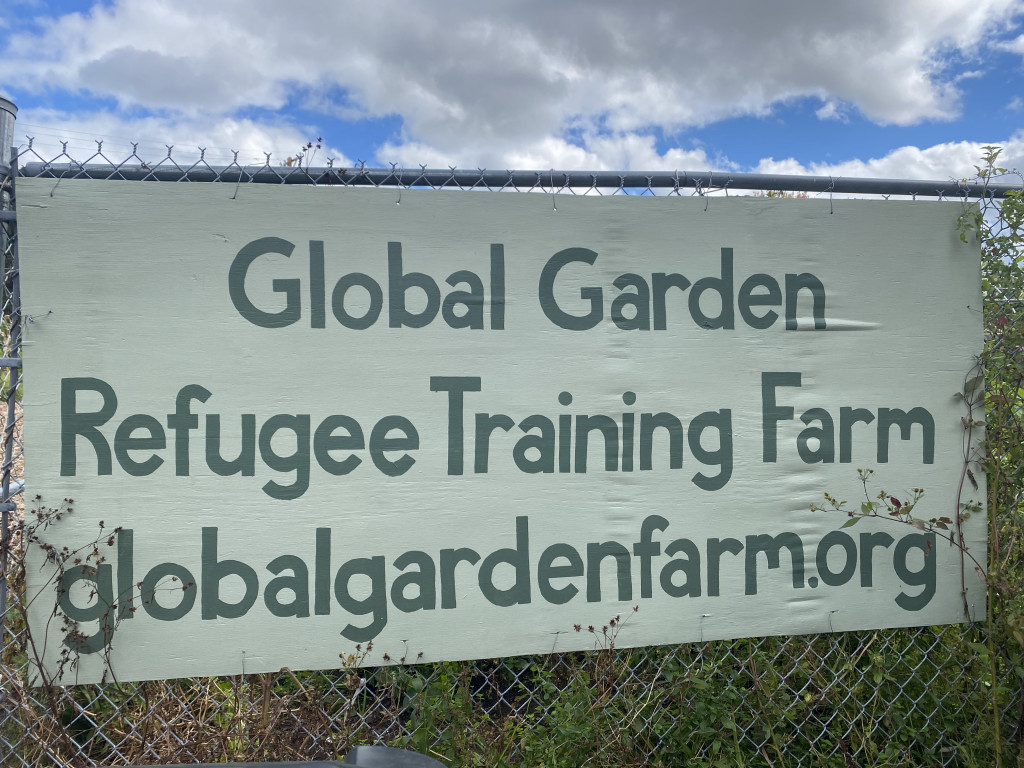 Global Garden
Refugee Training Farm
globalgardenfarm.org